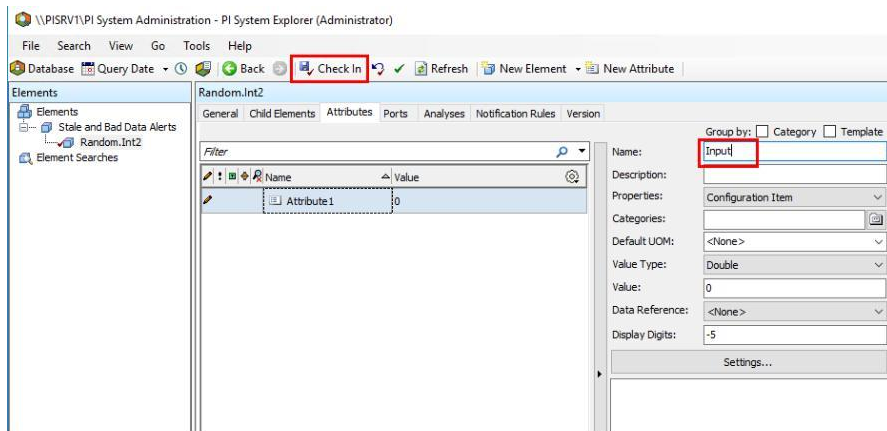 \\PISRV1\PI System Administration - PI System Explorer (Administrator)
File Search View Go Tools Help
Database Query Date Back Check In Refresh New Element New Attribute
Elements
Elements
Stale and Bad Data Alerts
Random.Int2
Element Searches
Random.Int2
General Child Elements Attributes Ports Analyses Notification Rules Version
Group by: Category Template
Filter
Name Value
Attribute1 0
Name: Input
Description:
Properties: Configuration Item
Categories:
Default UOM: <None>
Value Type: Double
Value: 0
Data Reference: <None>
Display Digits: -5
Settings...